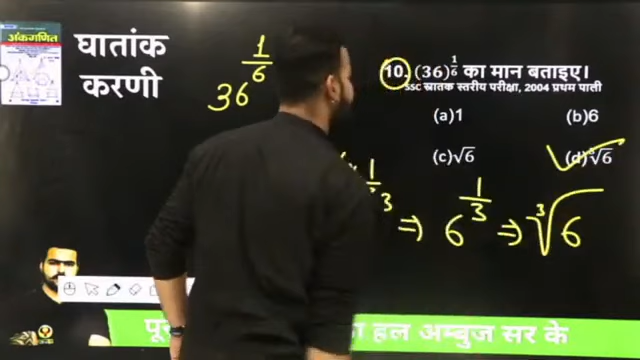 अंकगणित
घातांक
करणी
36^(1/6)
10. (36)^(1/6) का मान बताइए।
SSC स्नातक स्तरीय परीक्षा, 2004 प्रथम पाली
(a)1
(b)6
(c)√6
(d)∛6
⇒ 6^(1/3) ⇒ ∛6
हल अम्बुज सर के